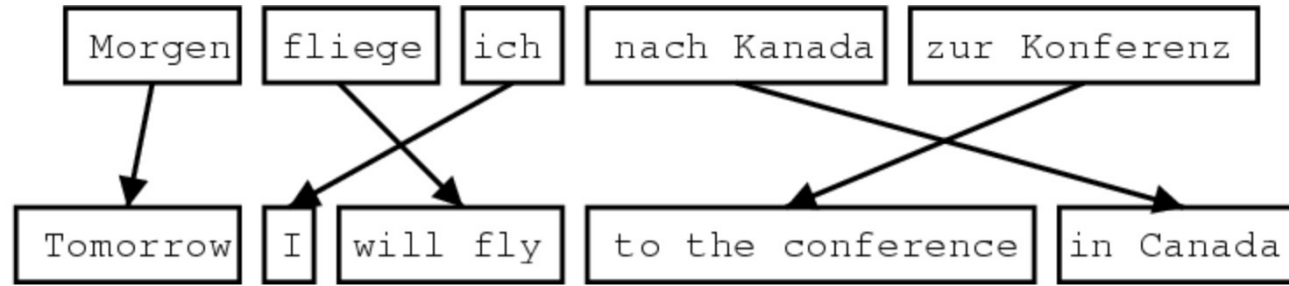 Morgen fliege ich nach Kanada zur Konferenz
Tomorrow I will fly to the conference in Canada